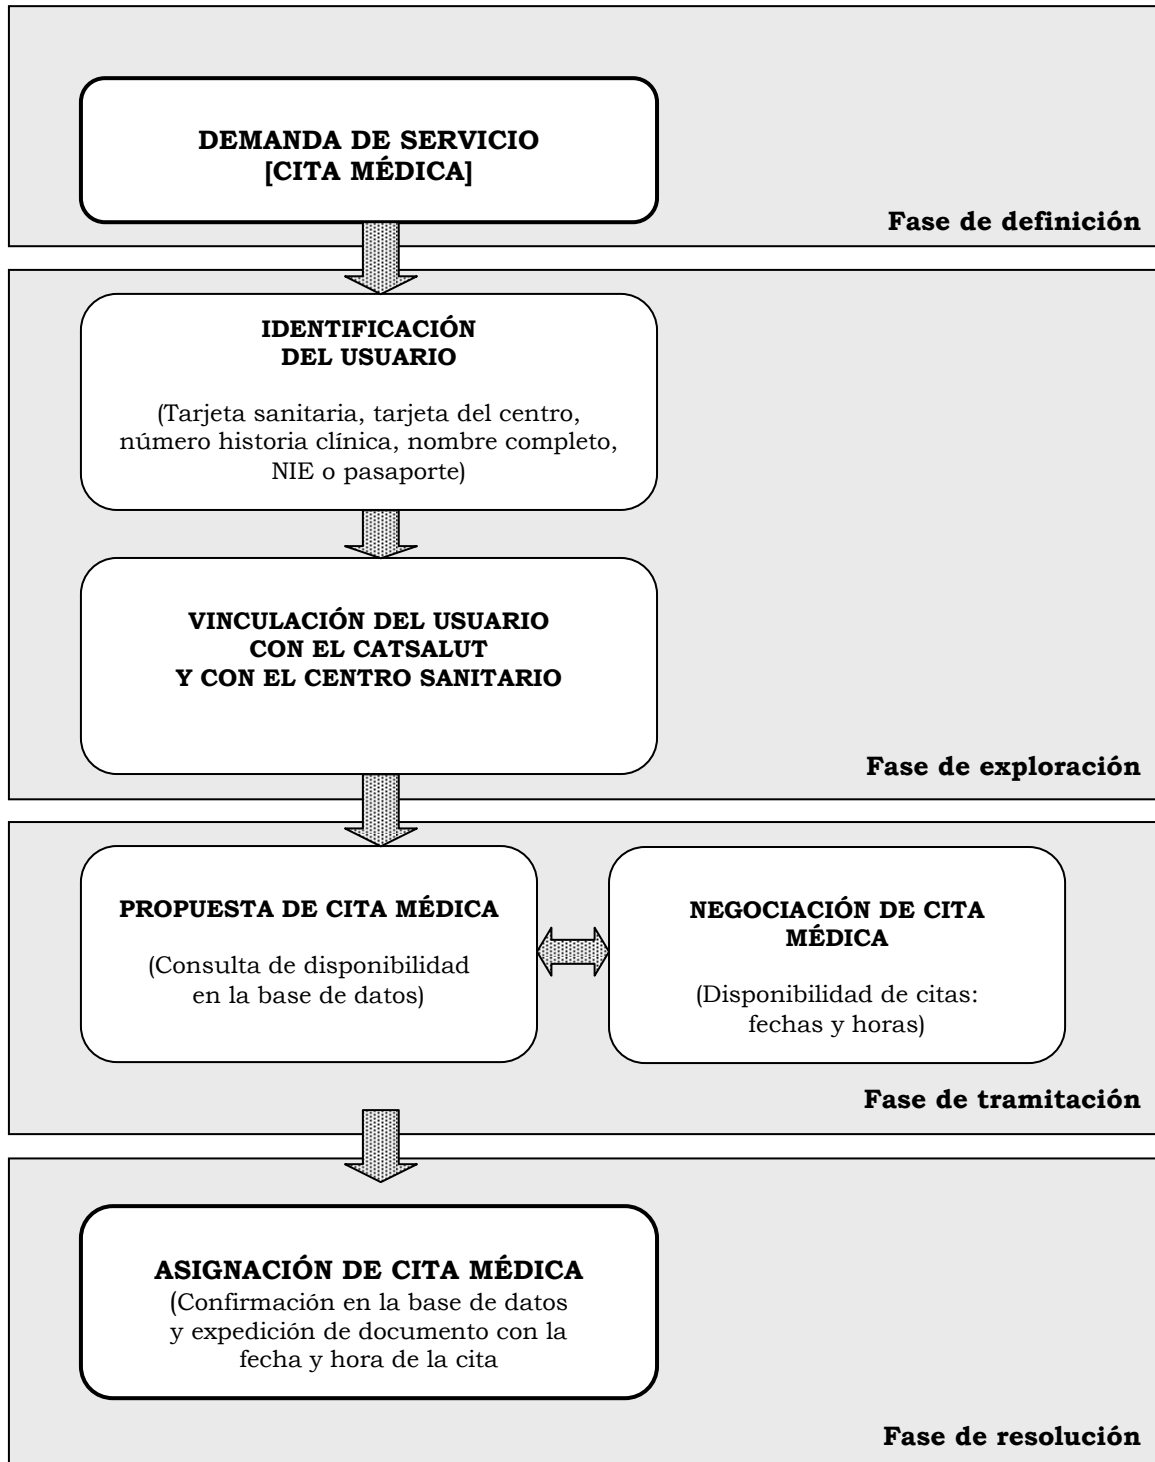 DEMANDA DE SERVICIO
[CITA MÉDICA]
Fase de definición
IDENTIFICACIÓN
DEL USUARIO
(Tarjeta sanitaria, tarjeta del centro,
número historia clínica, nombre completo,
NIE o pasaporte)
VINCULACIÓN DEL USUARIO
CON EL CATSALUT
Y CON EL CENTRO SANITARIO
Fase de exploración
PROPUESTA DE CITA MÉDICA
(Consulta de disponibilidad
en la base de datos)
NEGOCIACIÓN DE CITA
MÉDICA
(Disponibilidad de citas:
fechas y horas)
Fase de tramitación
ASIGNACIÓN DE CITA MÉDICA
(Confirmación en la base de datos
y expedición de documento con la
fecha y hora de la cita
Fase de resolución